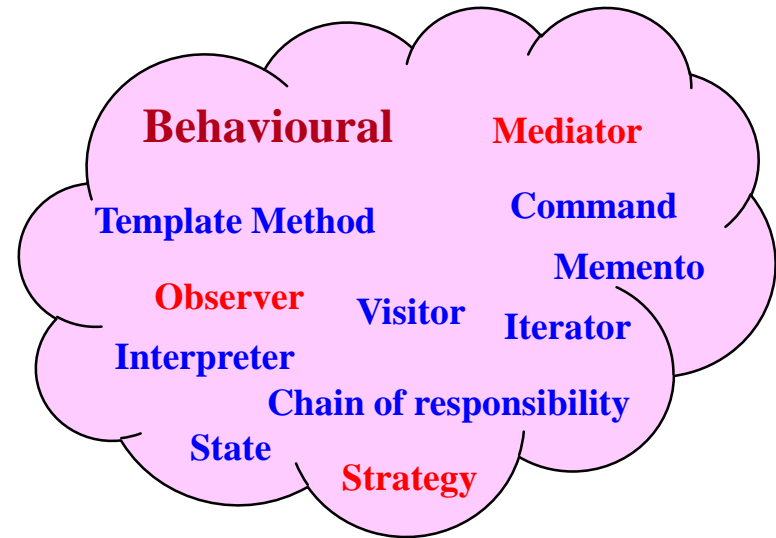 Behavioural
Mediator
Template Method
Command
Memento
Observer
Visitor
Iterator
Interpreter
Chain of responsibility
State
Strategy